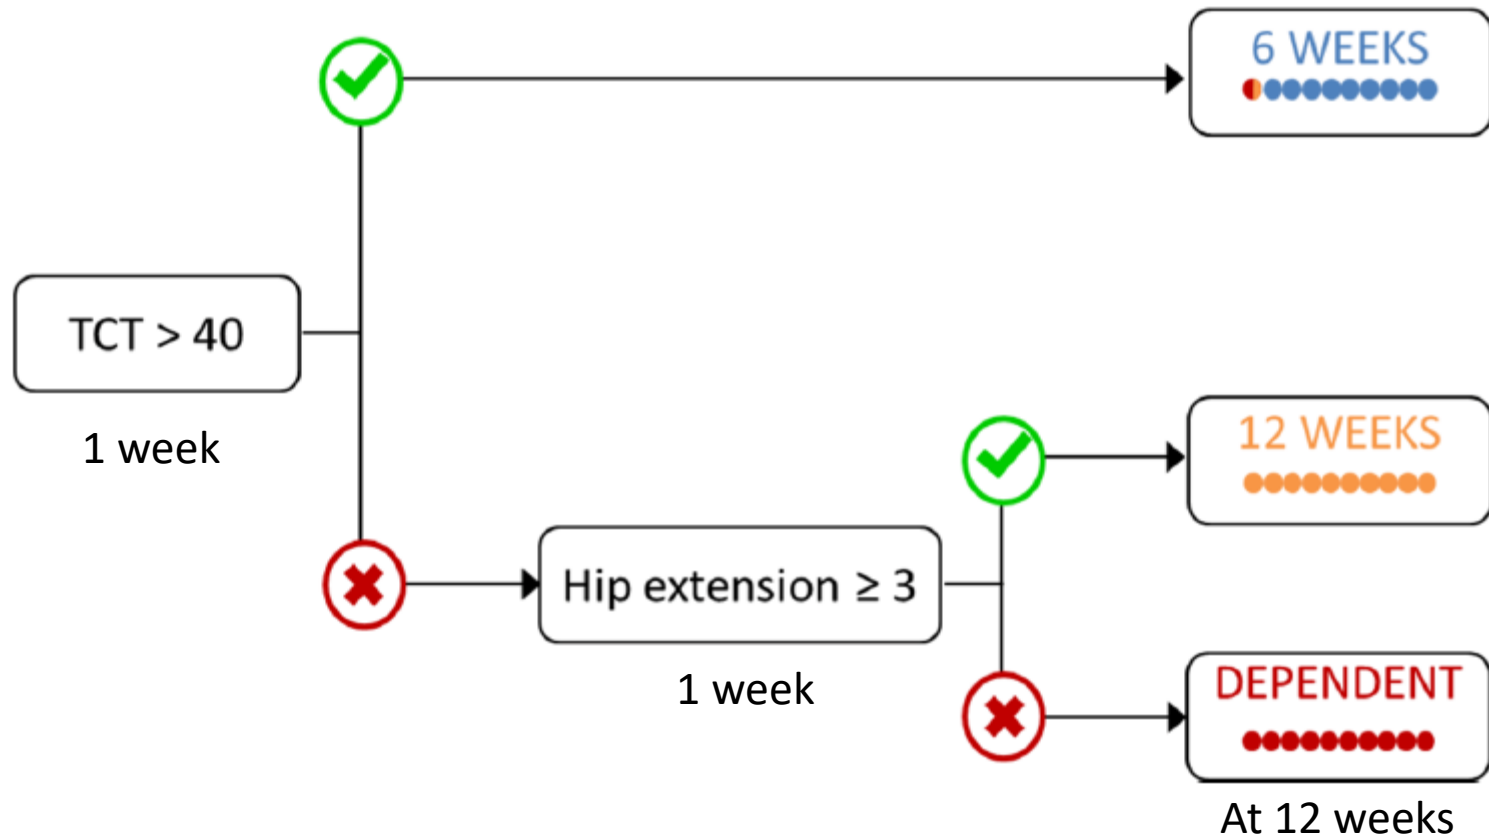 6 WEEKS
TCT > 40
1 week
12 WEEKS
Hip extension ≥ 3
1 week
DEPENDENT
At 12 weeks